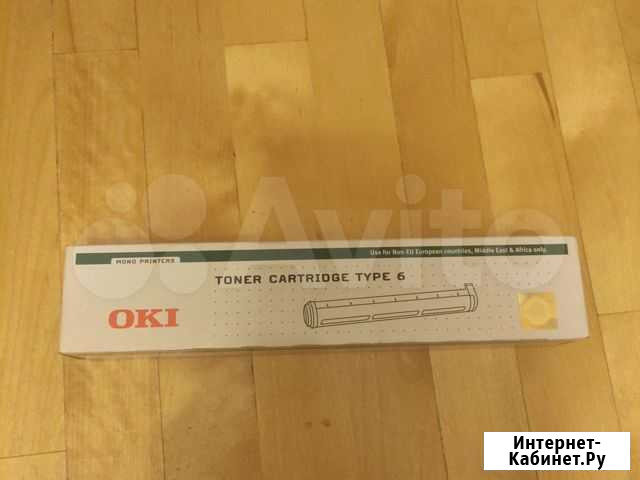 Avito
MONO PRINTERS
Use for Non-EU European countries, Middle East & Africa only.
TONER CARTRIDGE TYPE 6
OKI
Интернет-
Кабинет.Ру